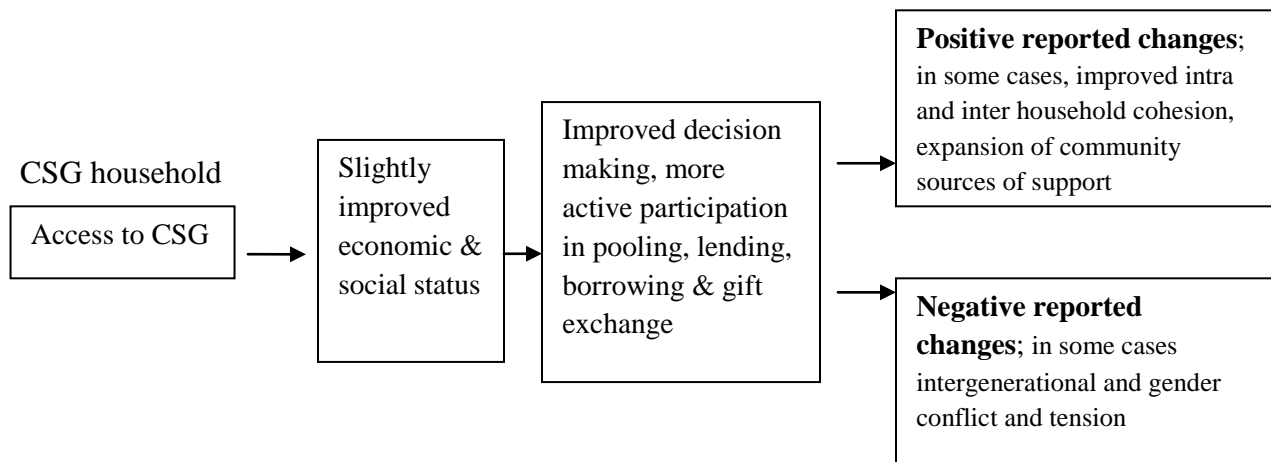 CSG household
Access to CSG
Slightly
improved
economic &
social status
Improved decision
making, more
active participation
in pooling, lending,
borrowing & gift
exchange
Positive reported changes;
in some cases, improved intra
and inter household cohesion,
expansion of community
sources of support
Negative reported
changes; in some cases
intergenerational and gender
conflict and tension